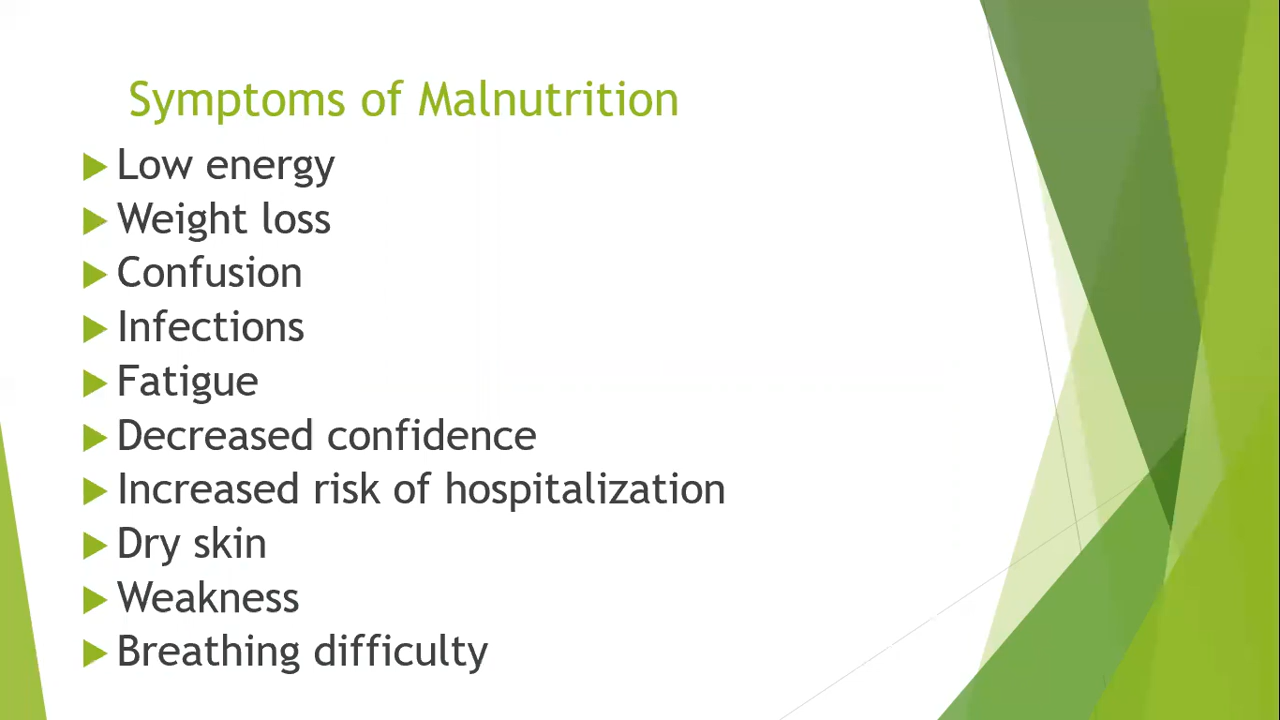 Symptoms of Malnutrition
Low energy
Weight loss
Confusion
Infections
Fatigue
Decreased confidence
Increased risk of hospitalization
Dry skin
Weakness
Breathing difficulty